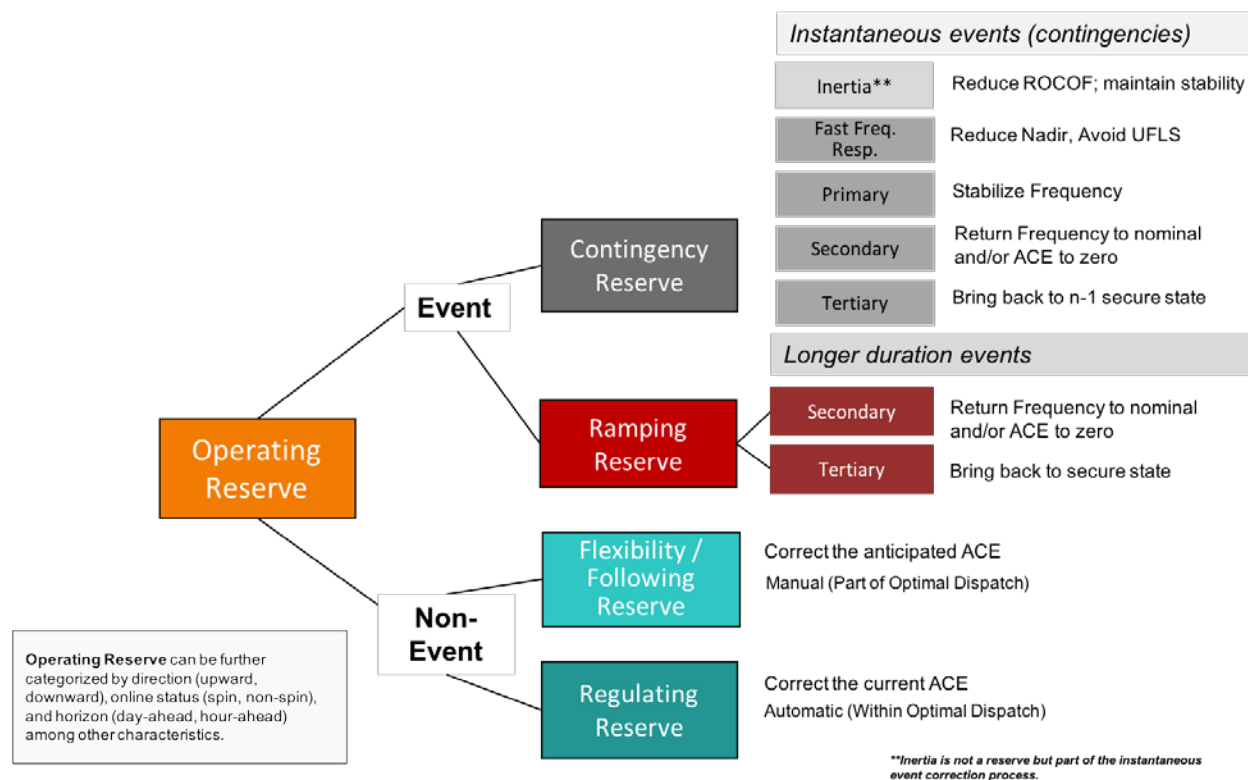 Instantaneous events (contingencies)
Inertia**
Reduce ROCOF; maintain stability
Fast Freq.
Resp.
Reduce Nadir, Avoid UFLS
Primary
Stabilize Frequency
Secondary
Return Frequency to nominal
and/or ACE to zero
Tertiary
Bring back to n-1 secure state
Contingency
Reserve
Event
Longer duration events
Secondary
Return Frequency to nominal
and/or ACE to zero
Tertiary
Bring back to secure state
Ramping
Reserve
Operating
Reserve
Flexibility /
Following
Reserve
Correct the anticipated ACE
Manual (Part of Optimal Dispatch)
Non-
Event
Regulating
Reserve
Correct the current ACE
Automatic (Within Optimal Dispatch)
Operating Reserve can be further
categorized by direction (upward,
downward), online status (spin, non-spin),
and horizon (day-ahead, hour-ahead)
among other characteristics.
**Inertia is not a reserve but part of the instantaneous
event correction process.